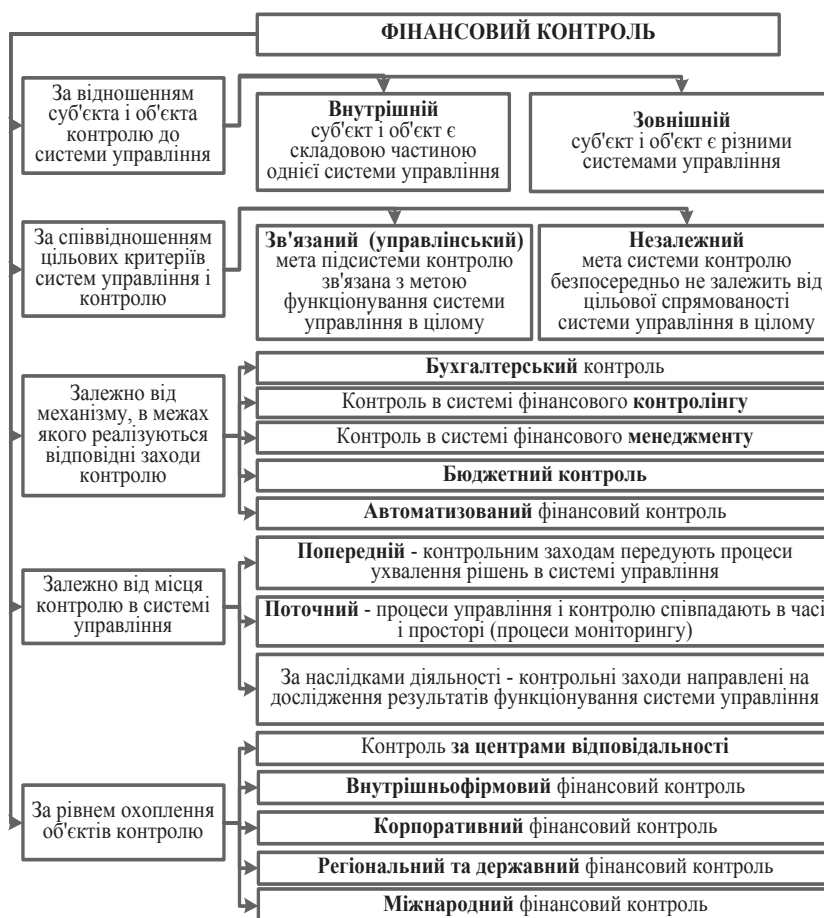 ФІНАНСОВИЙ КОНТРОЛЬ
За відношенням
суб'єкта і об'єкта
контролю до
системи управління
Внутрішній
суб'єкт і об'єкт є
складовою частиною
однієї системи управління
Зовнішній
суб'єкт і об'єкт є різними
системами управління
За співвідношенням
цільових критеріїв
систем управління і
контролю
Зв'язаний (управлінський)
мета підсистеми контролю
зв'язана з метою
функціонування системи
управління в цілому
Незалежний
мета системи контролю
безпосередньо не залежить від
цільової спрямованості
системи управління в цілому
Залежно від
механізму, в межах
якого реалізуються
відповідні заходи
контролю
Бухгалтерський контроль
Контроль в системі фінансового контролінгу
Контроль в системі фінансового менеджменту
Бюджетний контроль
Автоматизований фінансовий контроль
Залежно від місця
контролю в системі
управління
Попередній - контрольним заходам передують процеси
ухвалення рішень в системі управління
Поточний - процеси управління і контролю співпадають в часі
і просторі (процеси моніторингу)
За наслідками діяльності - контрольні заходи направлені на
дослідження результатів функціонування системи управління
За рівнем охоплення
об'єктів контролю
Контроль за центрами відповідальності
Внутрішньофірмовий фінансовий контроль
Корпоративний фінансовий контроль
Регіональний та державний фінансовий контроль
Міжнародний фінансовий контроль